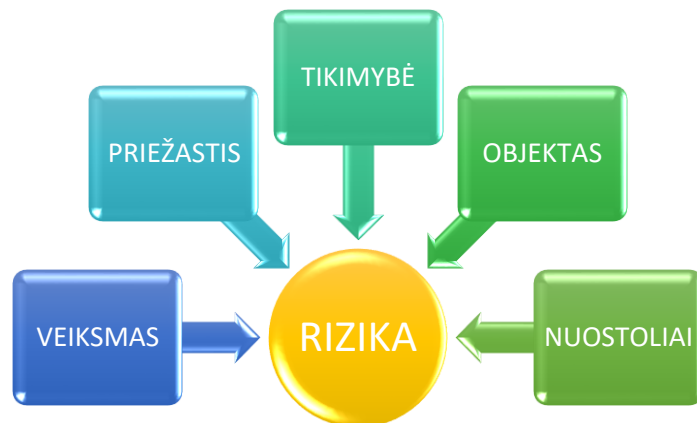 TIKIMYBĖ
PRIEŽASTIS
OBJEKTAS
VEIKSMAS
RIZIKA
NUOSTOLIAI